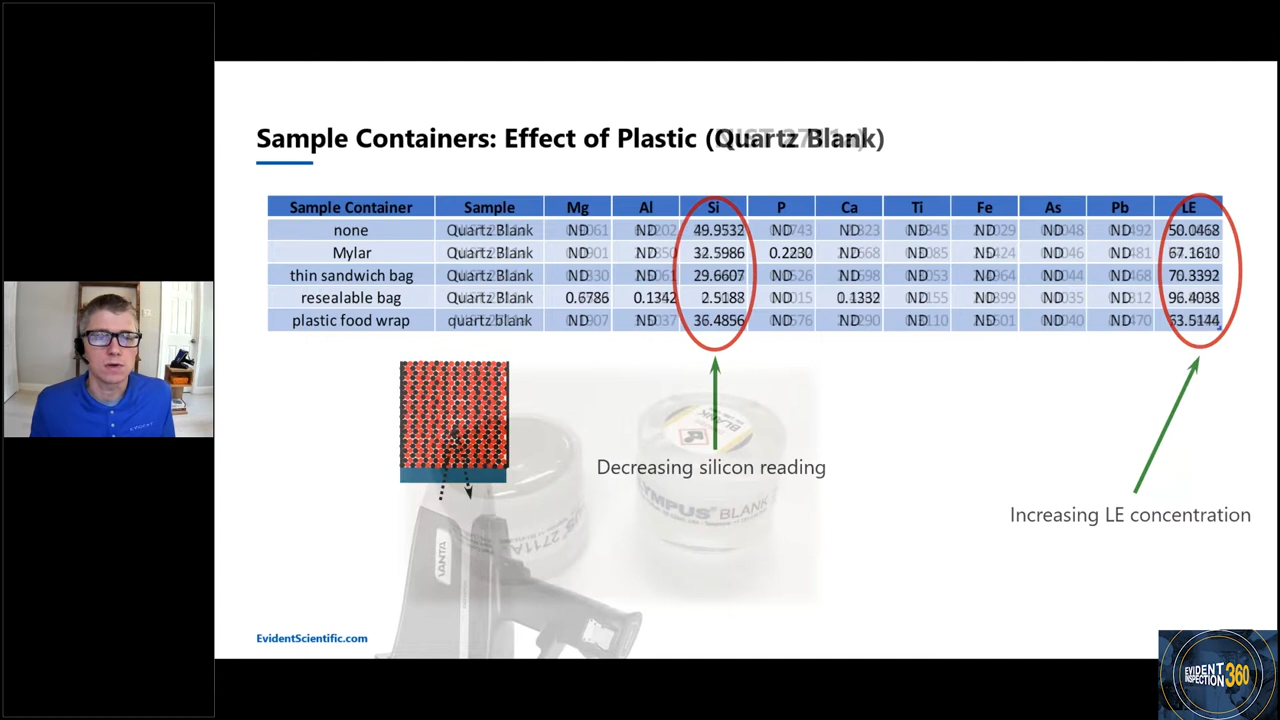 Sample Containers: Effect of Plastic (Quartz Blank)
Sample Container Sample Mg Al Si P Ca Ti Fe As Pb LE
none Quartz Blank ND ND 49.9532 ND ND ND ND ND ND 50.0468
Mylar Quartz Blank ND ND 32.5986 0.2230 ND ND ND ND ND 67.1610
thin sandwich bag Quartz Blank ND ND 29.6607 ND ND ND ND ND ND 70.3392
resealable bag Quartz Blank 0.6786 0.1342 2.5188 ND 0.1332 ND ND ND ND 96.4038
plastic food wrap quartz blank ND ND 36.4856 ND ND ND ND ND ND 63.5144
BLANK
Decreasing silicon reading
OLYMPUS BLANK
2711A
VANTA
Increasing LE concentration
EvidentScientific.com
EVIDENT
INSPECTION 360